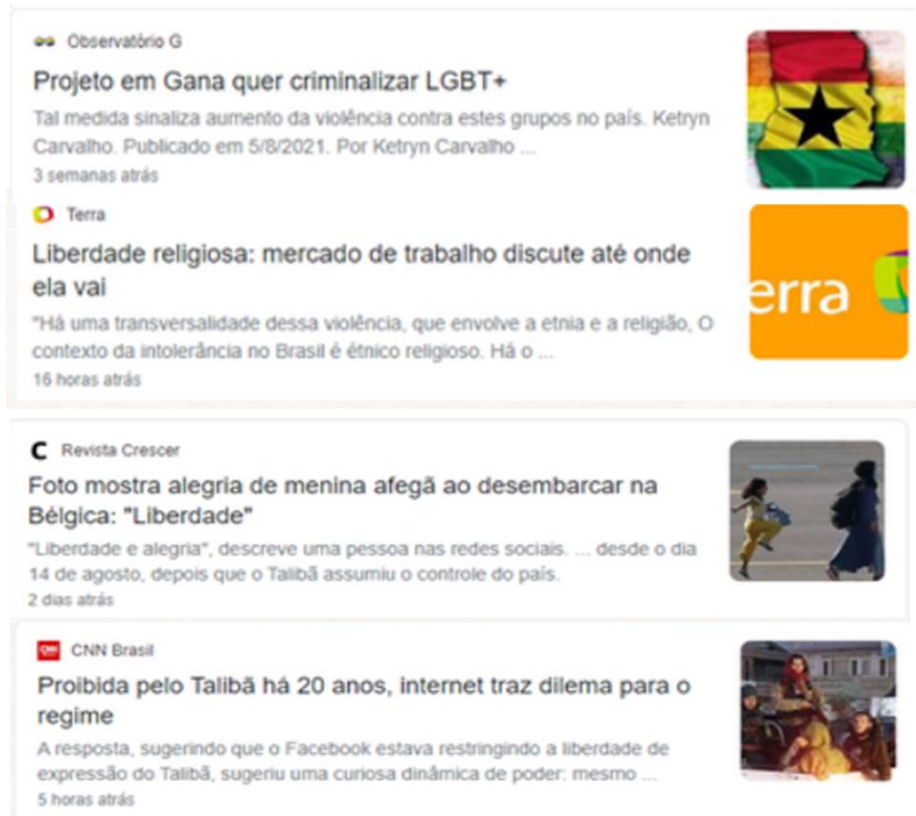 Observatório G
Projeto em Gana quer criminalizar LGBT+
Tal medida sinaliza aumento da violência contra estes grupos no país. Ketryn
Carvalho. Publicado em 5/8/2021. Por Ketryn Carvalho ...
3 semanas atrás
Terra
Liberdade religiosa: mercado de trabalho discute até onde
ela vai
"Há uma transversalidade dessa violência, que envolve a etnia e a religião, O
contexto da intolerância no Brasil é étnico religioso. Há o ...
16 horas atrás
erra
C Revista Crescer
Foto mostra alegria de menina afegã ao desembarcar na
Bélgica: "Liberdade"
"Liberdade e alegria", descreve uma pessoa nas redes sociais. ... desde o dia
14 de agosto, depois que o Talibã assumiu o controle do país.
2 dias atrás
CNN CNN Brasil
Proibida pelo Talibã há 20 anos, internet traz dilema para o
regime
A resposta, sugerindo que o Facebook estava restringindo a liberdade de
expressão do Talibã, sugeriu uma curiosa dinâmica de poder: mesmo ...
5 horas atrás